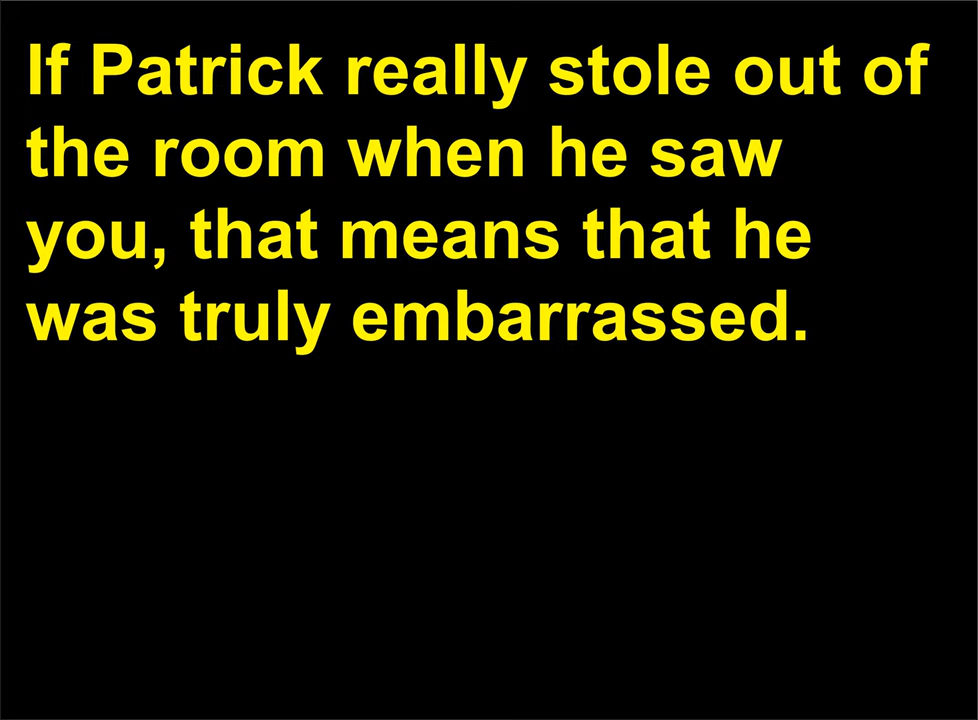 If Patrick really stole out of
the room when he saw
you, that means that he
was truly embarrassed.